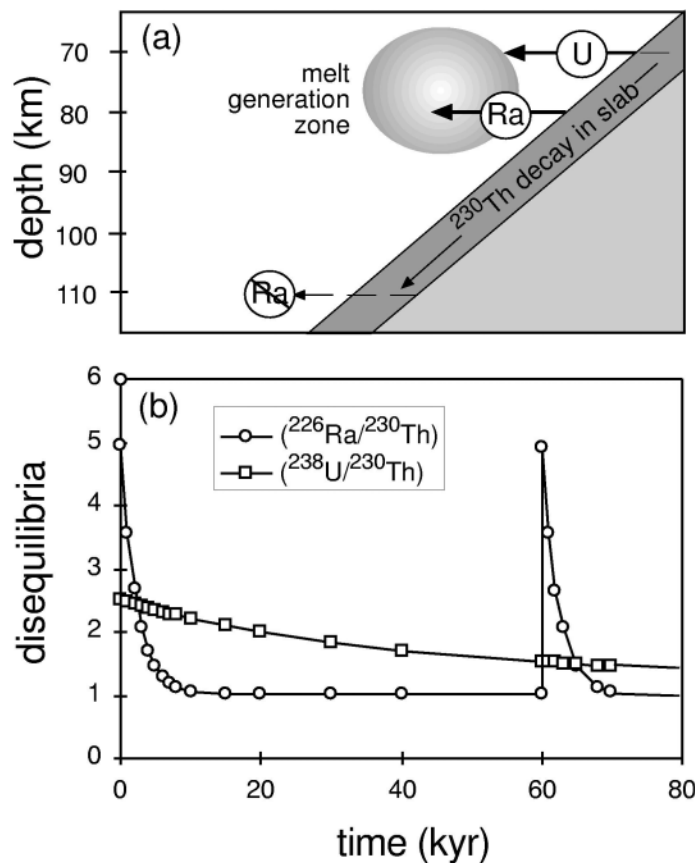 (a)
depth (km)
70
80
90
100
110
melt
generation
zone
U
Ra
²³⁰Th decay in slab
Ra
(b)
disequilibria
6
5
4
3
2
1
0
(²²⁶Ra/²³⁰Th)
(²³⁸U/²³⁰Th)
0
20
40
60
80
time (kyr)